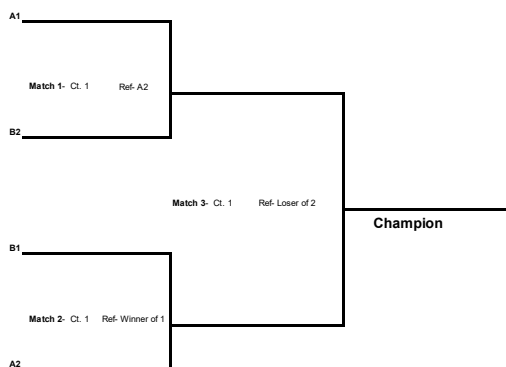 A1
Match 1- Ct. 1 Ref- A2
B2
Match 3- Ct. 1 Ref- Loser of 2
Champion
B1
Match 2- Ct. 1 Ref- Winner of 1
A2